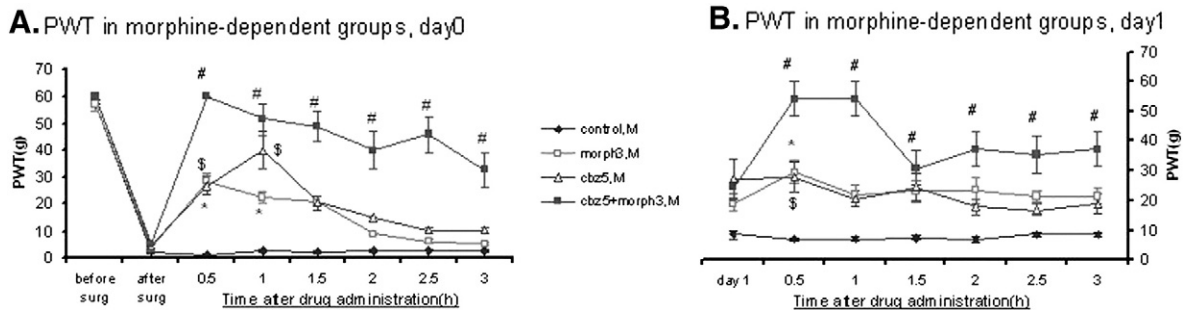 A. PWT in morphine-dependent groups, day0
70
60
50
40
30
20
10
0
PWT(g)
# # # # # #
$ $
* *
before surg after surg 0.5 1 1.5 2 2.5 3
Time ater drug administration(h)
control,M
morph3,M
cbz5,M
cbz5+morph3,M
B. PWT in morphine-dependent groups, day1
70
60
50
40
30
20
10
0
PWT(g)
# # # # # #
*
$
day 1 0.5 1 1.5 2 2.5 3
Time ater drug administration(h)